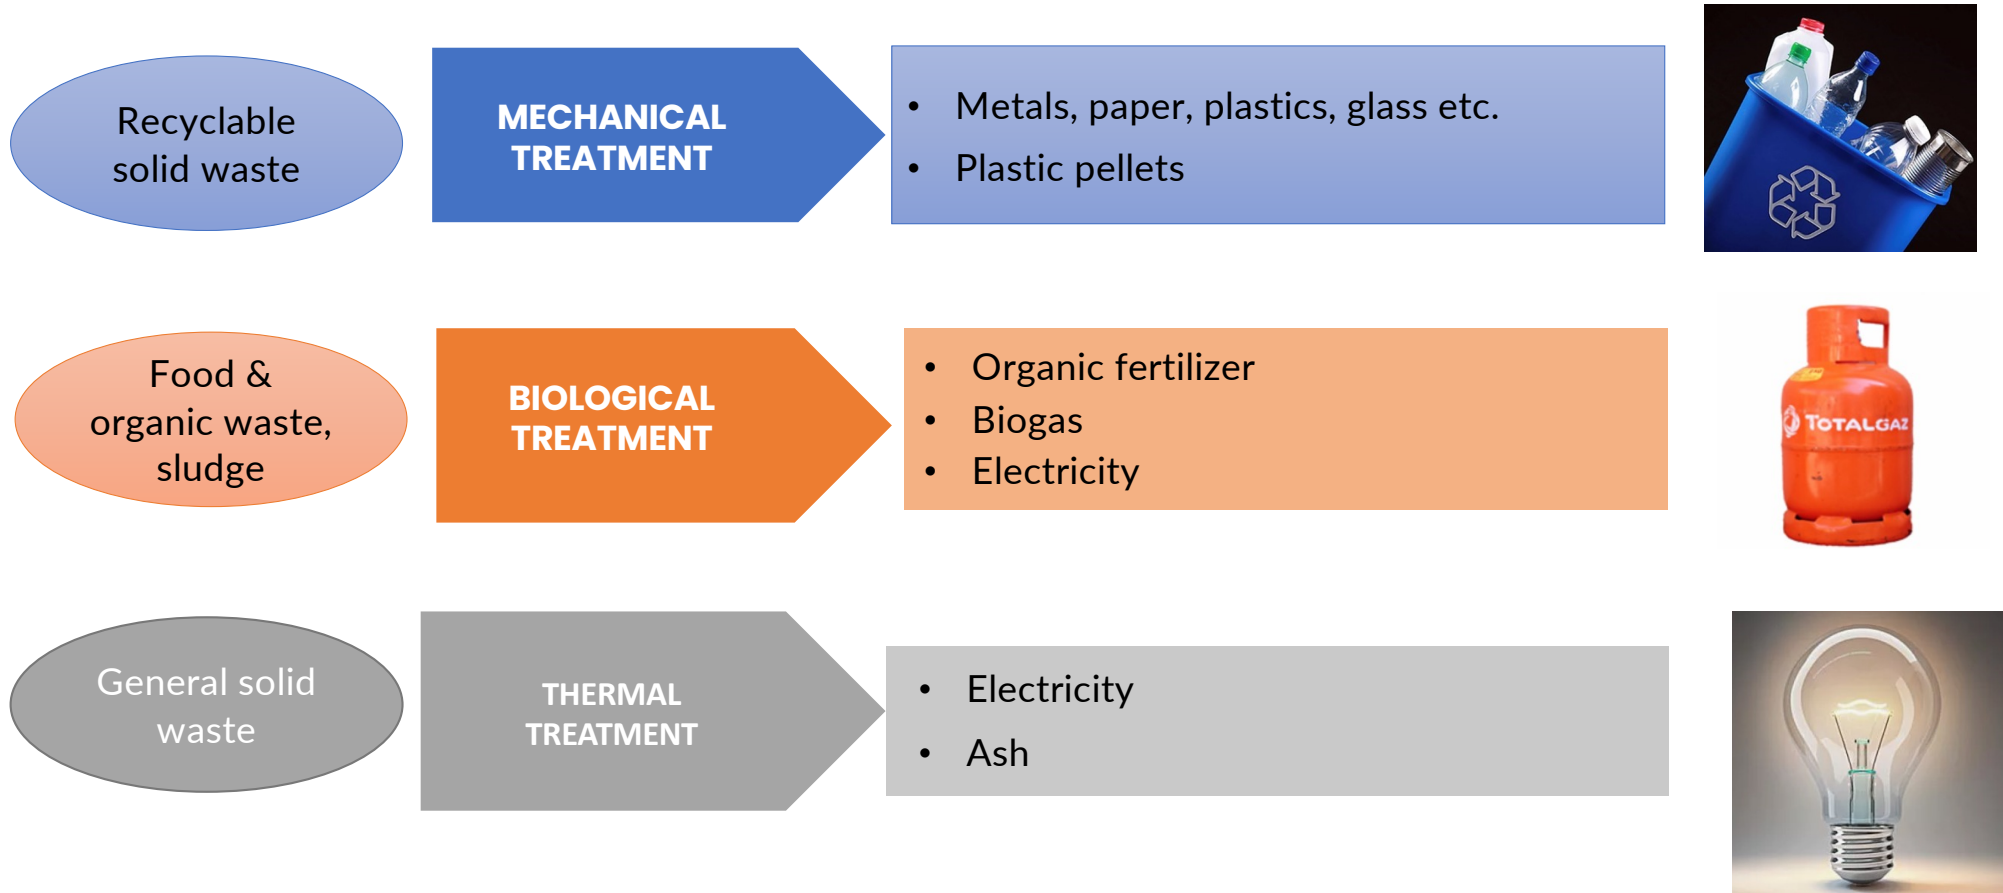 Recyclable
solid waste
MECHANICAL
TREATMENT
• Metals, paper, plastics, glass etc.
• Plastic pellets
Food &
organic waste,
sludge
BIOLOGICAL
TREATMENT
• Organic fertilizer
• Biogas
• Electricity
TOTALGAZ
General solid
waste
THERMAL
TREATMENT
• Electricity
• Ash